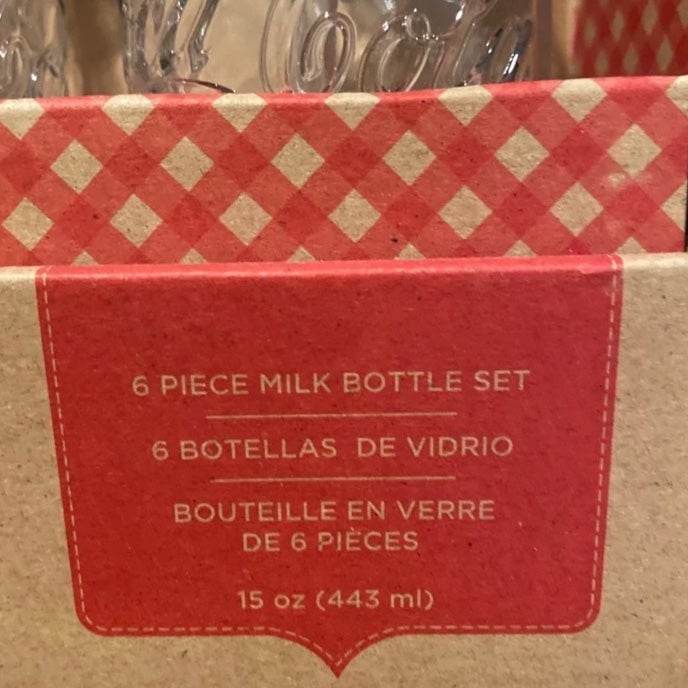 6 PIECE MILK BOTTLE SET
6 BOTELLAS DE VIDRIO
BOUTEILLE EN VERRE
DE 6 PIÈCES
15 oz (443 ml)